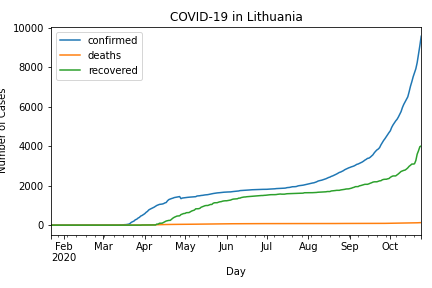 COVID-19 in Lithuania
confirmed
deaths
recovered
Number of Cases
10000
8000
6000
4000
2000
0
Feb Mar Apr May Jun Jul Aug Sep Oct
2020
Day